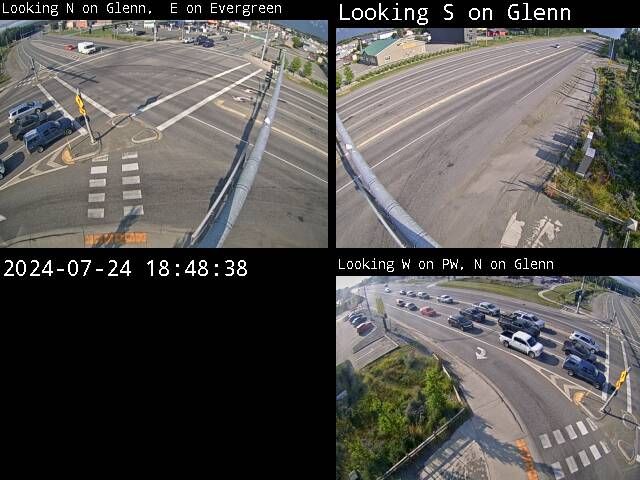 Looking N on Glenn,  E on Evergreen
Looking S on Glenn
2024-07-24 18:48:38
Looking W on PW, N on Glenn